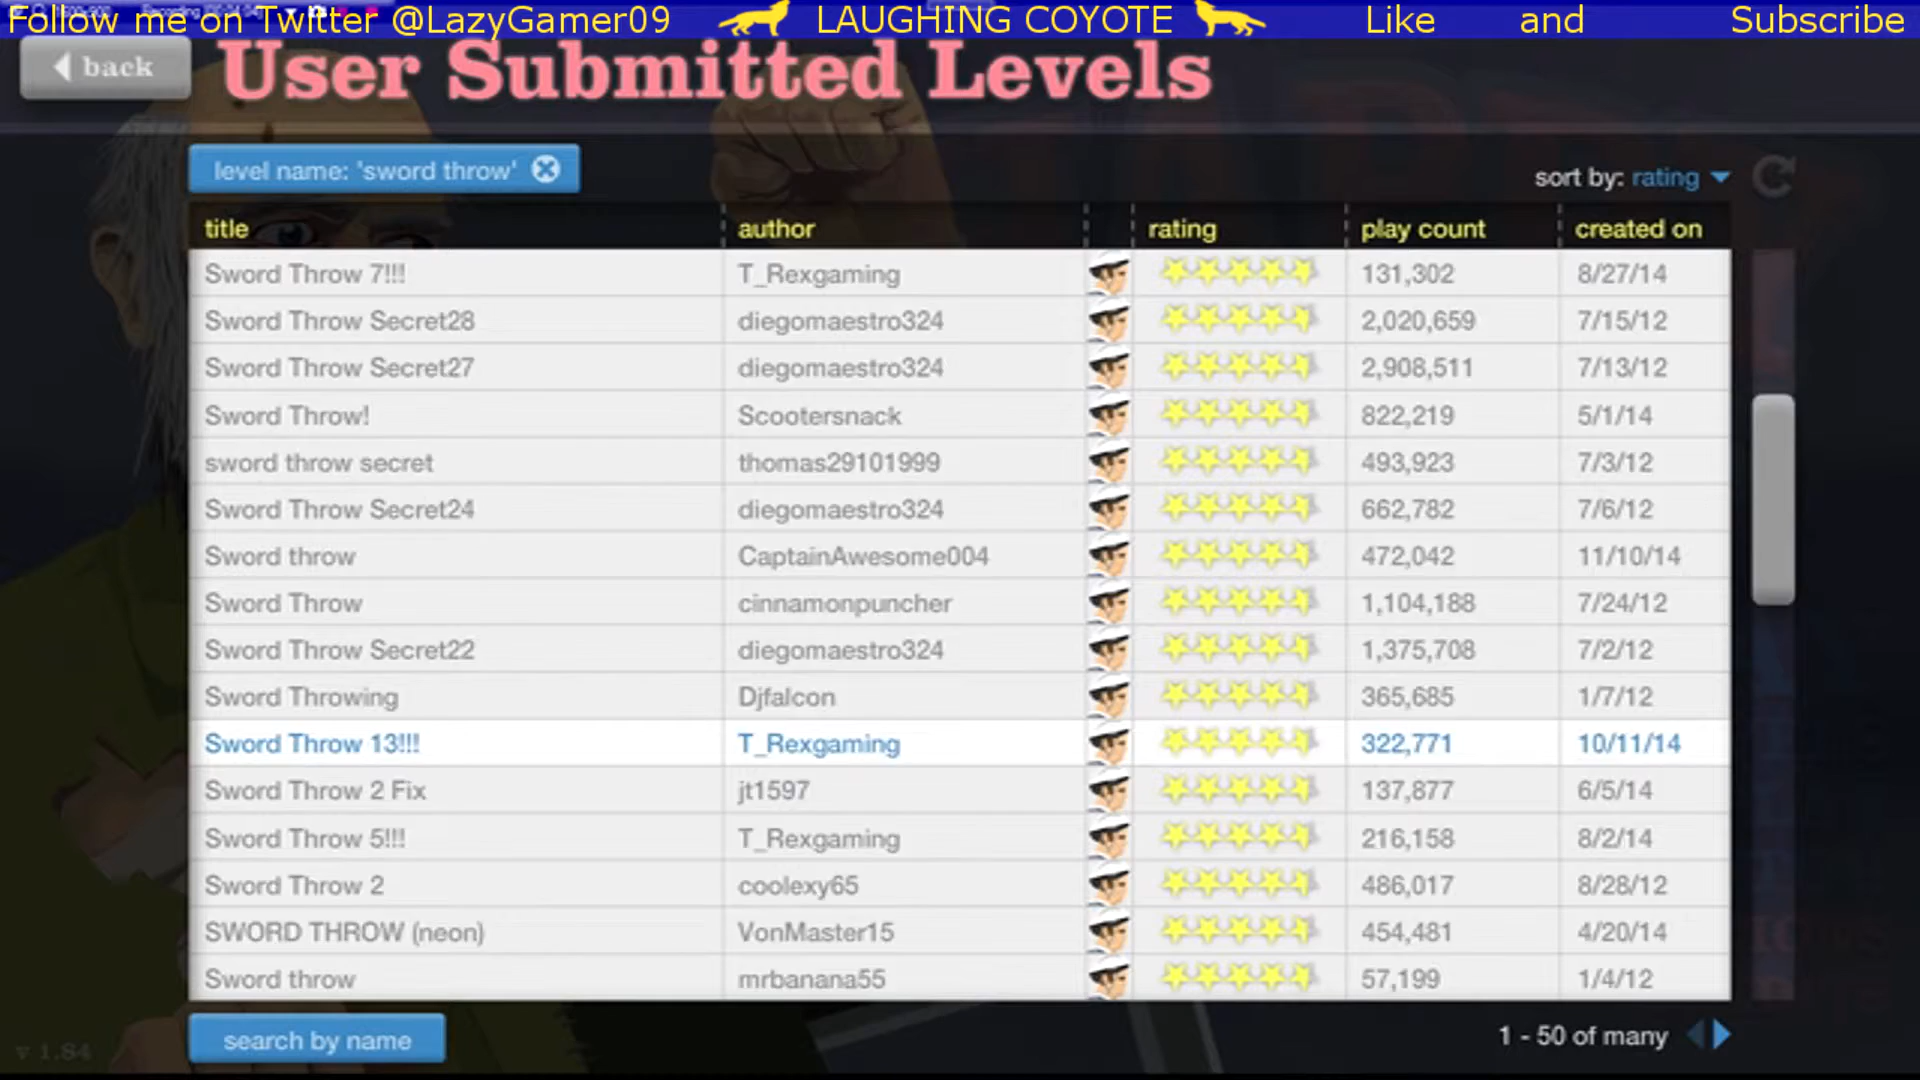 Follow me on Twitter @LazyGamer09 LAUGHING COYOTE Like and Subscribe
back
User Submitted Levels
level name: 'sword throw'
sort by: rating
title author rating play count created on
Sword Throw 7!!! T_Rexgaming 131,302 8/27/14
Sword Throw Secret28 diegomaestro324 2,020,659 7/15/12
Sword Throw Secret27 diegomaestro324 2,908,511 7/13/12
Sword Throw! Scootersnack 822,219 5/1/14
sword throw secret thomas29101999 493,923 7/3/12
Sword Throw Secret24 diegomaestro324 662,782 7/6/12
Sword throw CaptainAwesome004 472,042 11/10/14
Sword Throw cinnamonpuncher 1,104,188 7/24/12
Sword Throw Secret22 diegomaestro324 1,375,708 7/2/12
Sword Throwing Djfalcon 365,685 1/7/12
Sword Throw 13!!! T_Rexgaming 322,771 10/11/14
Sword Throw 2 Fix jt1597 137,877 6/5/14
Sword Throw 5!!! T_Rexgaming 216,158 8/2/14
Sword Throw 2 coolexy65 486,017 8/28/12
SWORD THROW (neon) VonMaster15 454,481 4/20/14
Sword throw mrbanana55 57,199 1/4/12
search by name
1 - 50 of many
v 1.84